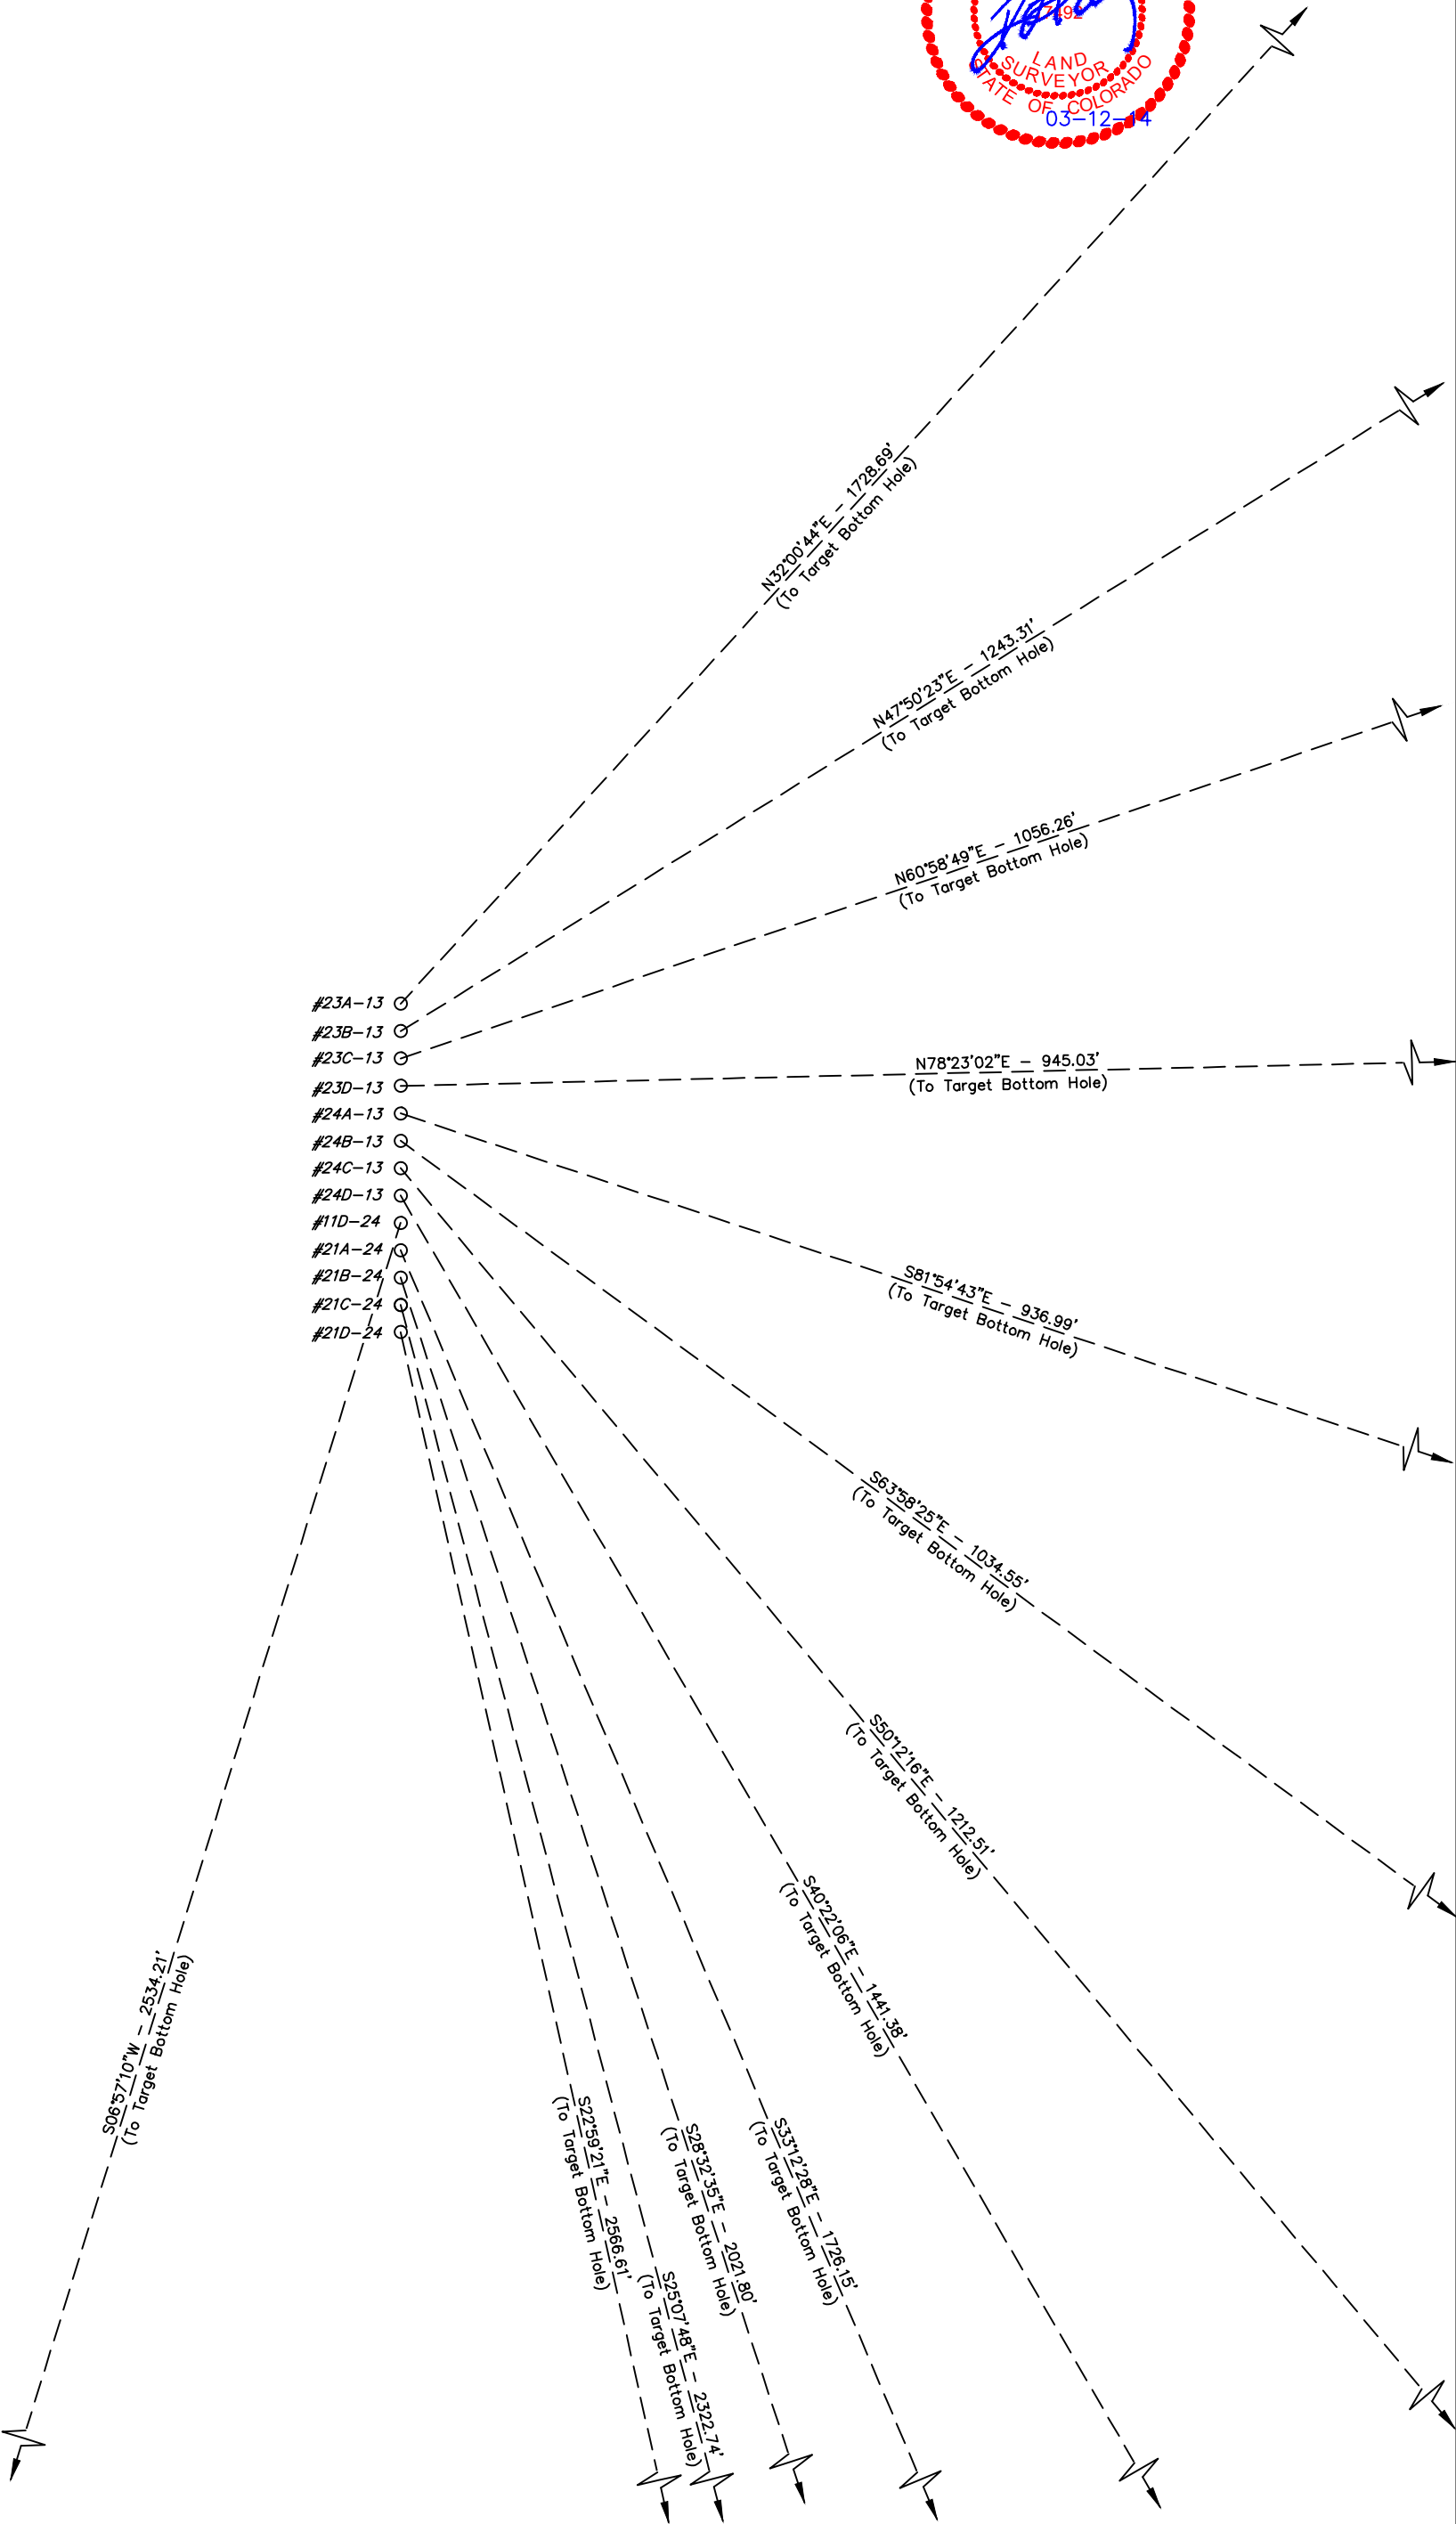 7492
LAND
SURVEYOR
STATE OF COLORADO
03-12-14
N32°00'44"E - 1728.69'
(To Target Bottom Hole)
N47°50'23"E - 1243.31'
(To Target Bottom Hole)
N60°58'49"E - 1056.26'
(To Target Bottom Hole)
#23A-13
#23B-13
#23C-13
#23D-13
#24A-13
#24B-13
#24C-13
#24D-13
#11D-24
#21A-24
#21B-24
#21C-24
#21D-24
N78°23'02"E - 945.03'
(To Target Bottom Hole)
S81°54'43"E - 936.99'
(To Target Bottom Hole)
S63°58'25"E - 1034.55'
(To Target Bottom Hole)
S50°12'16"E - 1212.51'
(To Target Bottom Hole)
S40°22'06"E - 1441.38'
(To Target Bottom Hole)
S06°57'10"W - 2534.21'
(To Target Bottom Hole)
S22°59'21"E - 2566.61'
(To Target Bottom Hole)
S28°32'35"E - 2021.80'
(To Target Bottom Hole)
S33°12'28"E - 1726.15'
(To Target Bottom Hole)
S25°07'48"E - 2322.74'
(To Target Bottom Hole)